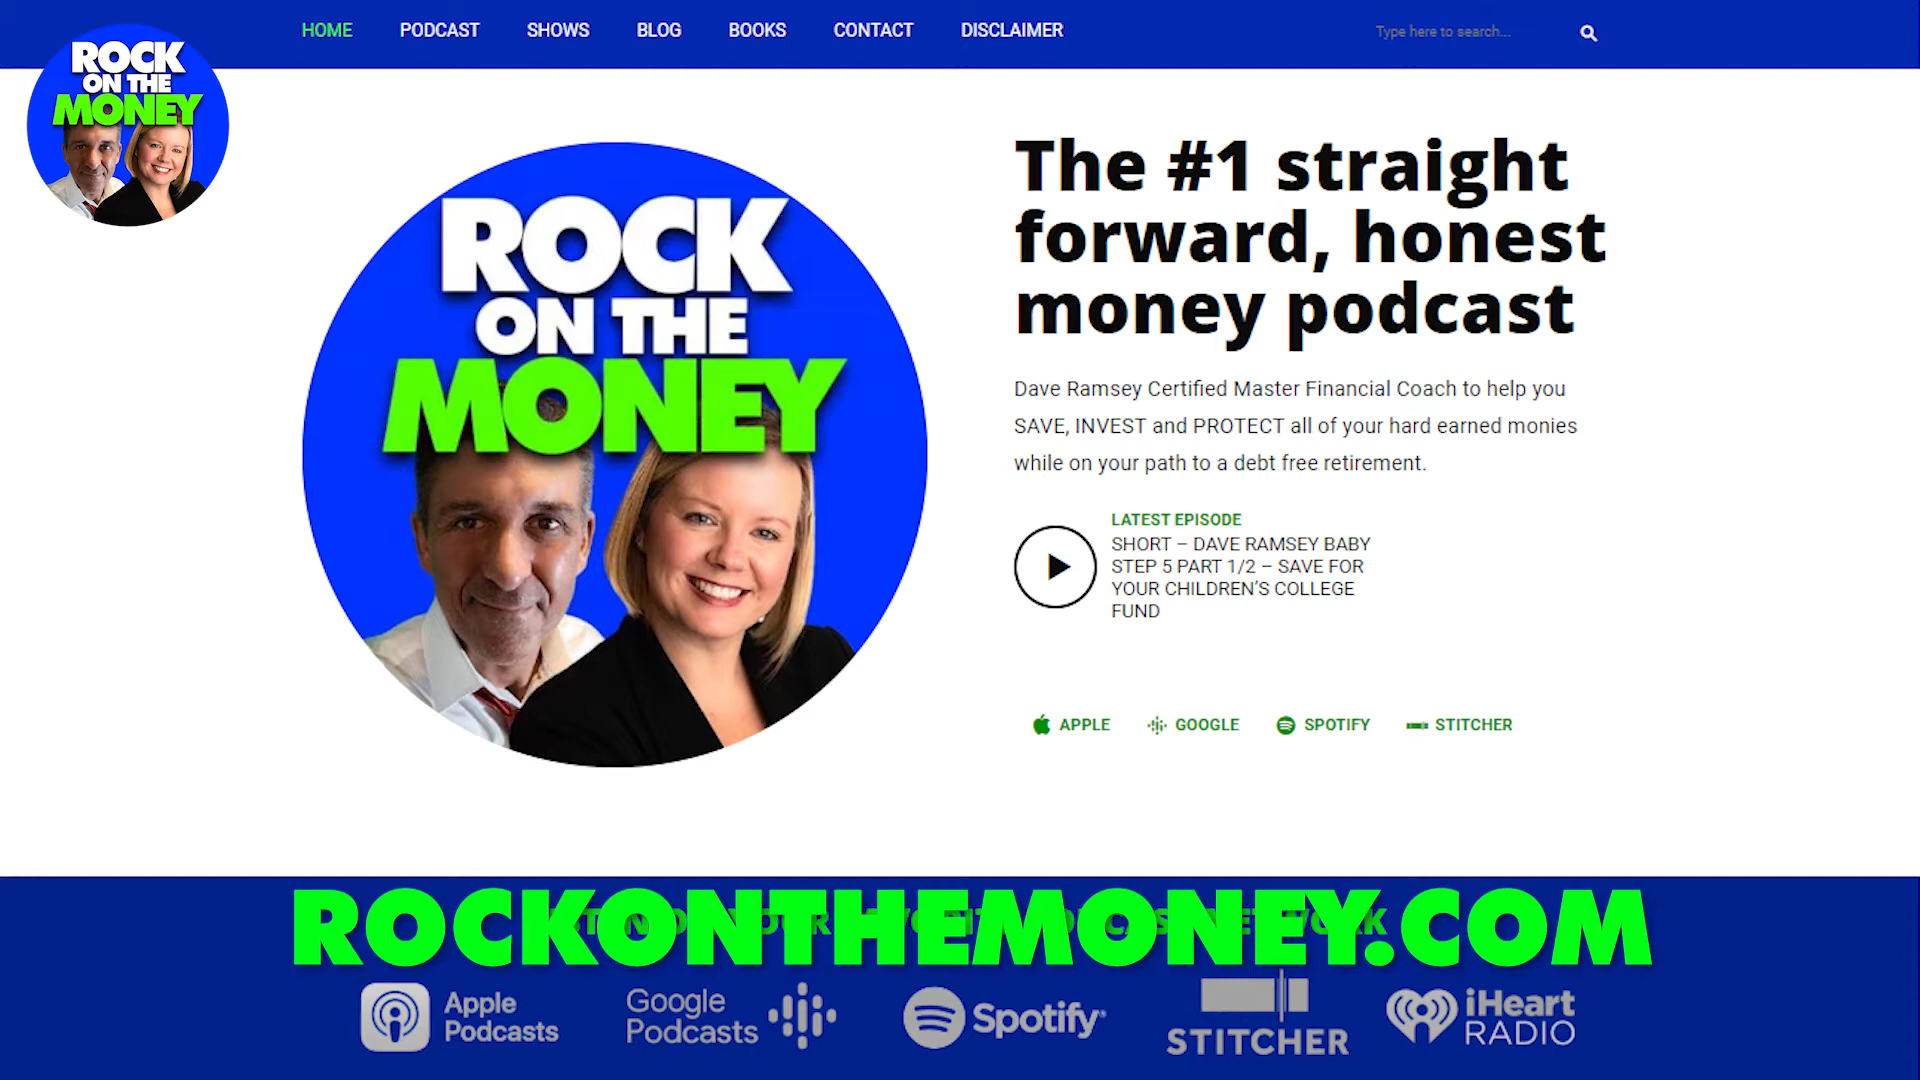 HOME PODCAST SHOWS BLOG BOOKS CONTACT DISCLAIMER Type here to search...
ROCK
ON THE
MONEY
ROCK
ON THE
MONEY
The #1 straight
forward, honest
money podcast
Dave Ramsey Certified Master Financial Coach to help you
SAVE, INVEST and PROTECT all of your hard earned monies
while on your path to a debt free retirement.
LATEST EPISODE
SHORT – DAVE RAMSEY BABY
STEP 5 PART 1/2 – SAVE FOR
YOUR CHILDREN’S COLLEGE
FUND
APPLE GOOGLE SPOTIFY STITCHER
ROCKONTHEMONEY.COM
Apple
Podcasts
Google
Podcasts
Spotify
STITCHER
iHeart
RADIO